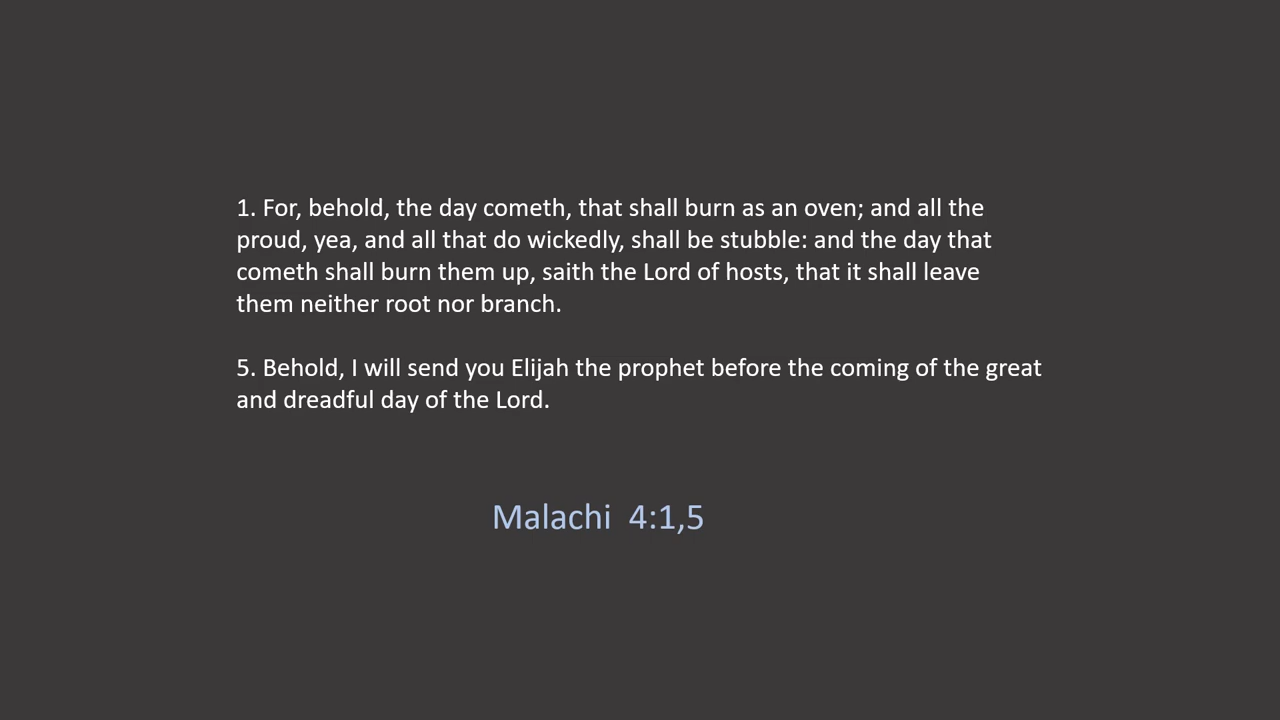 1. For, behold, the day cometh, that shall burn as an oven; and all the
proud, yea, and all that do wickedly, shall be stubble: and the day that
cometh shall burn them up, saith the Lord of hosts, that it shall leave
them neither root nor branch.
5. Behold, I will send you Elijah the prophet before the coming of the great
and dreadful day of the Lord.
Malachi  4:1,5